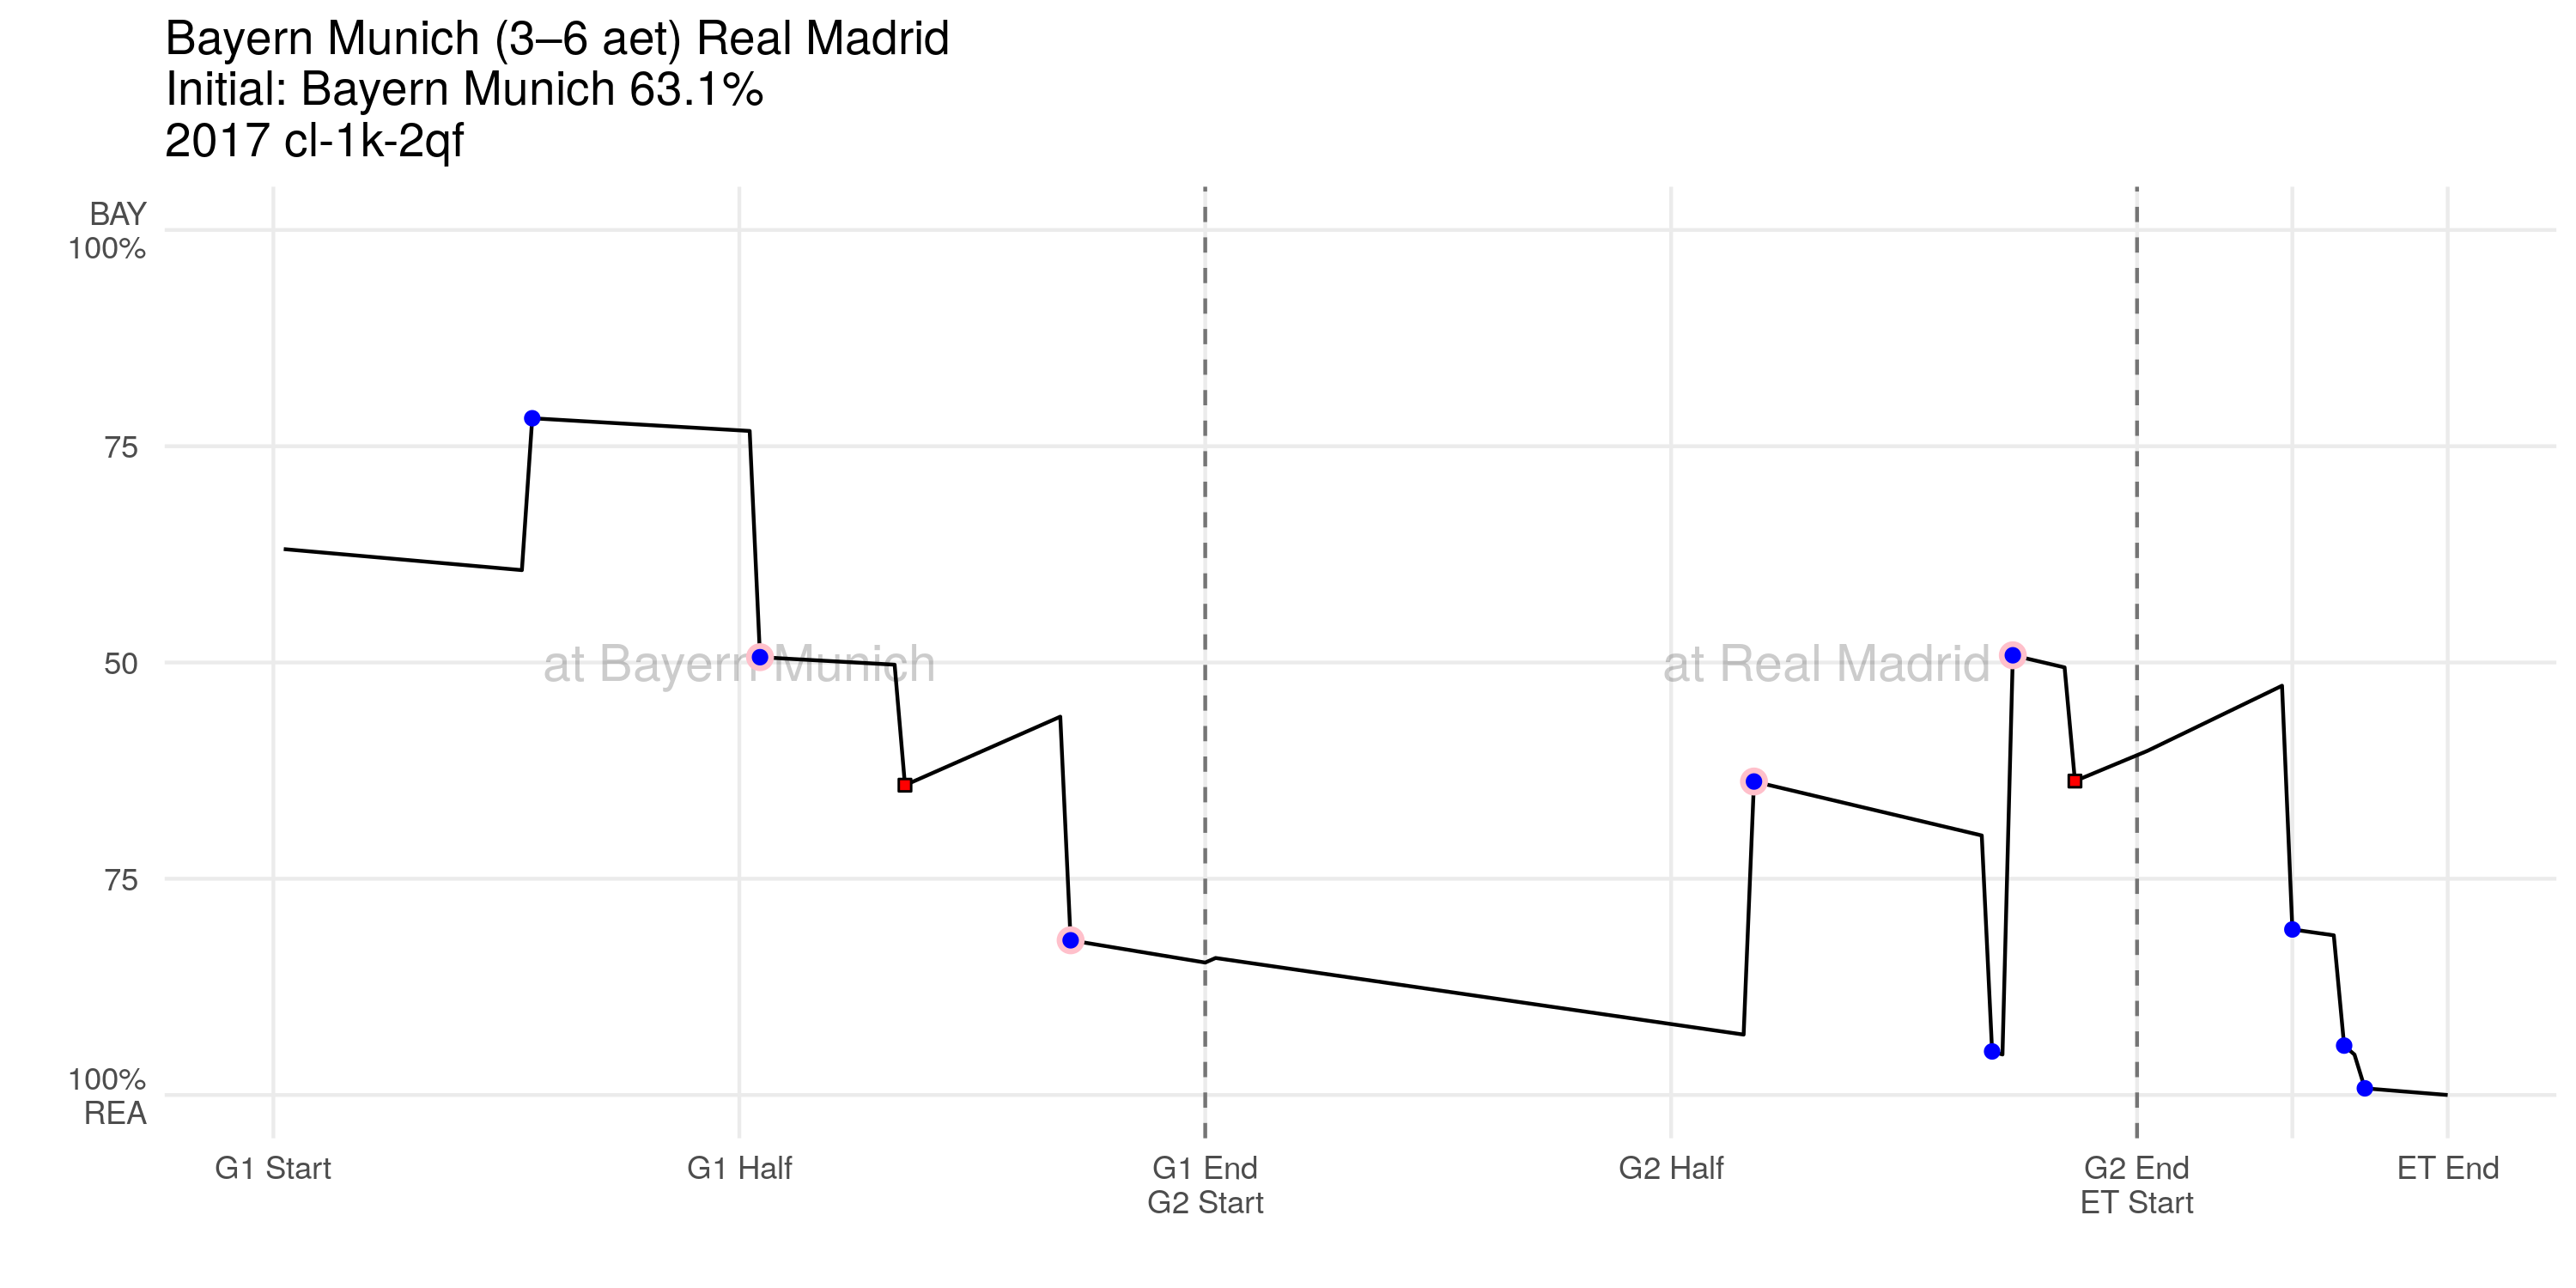 Bayern Munich (3–6 aet) Real Madrid
Initial: Bayern Munich 63.1%
2017 cl-1k-2qf
BAY
100%
75
50
75
100%
REA
at Bayern Munich
at Real Madrid
G1 Start
G1 Half
G1 End
G2 Start
G2 Half
G2 End
ET Start
ET End